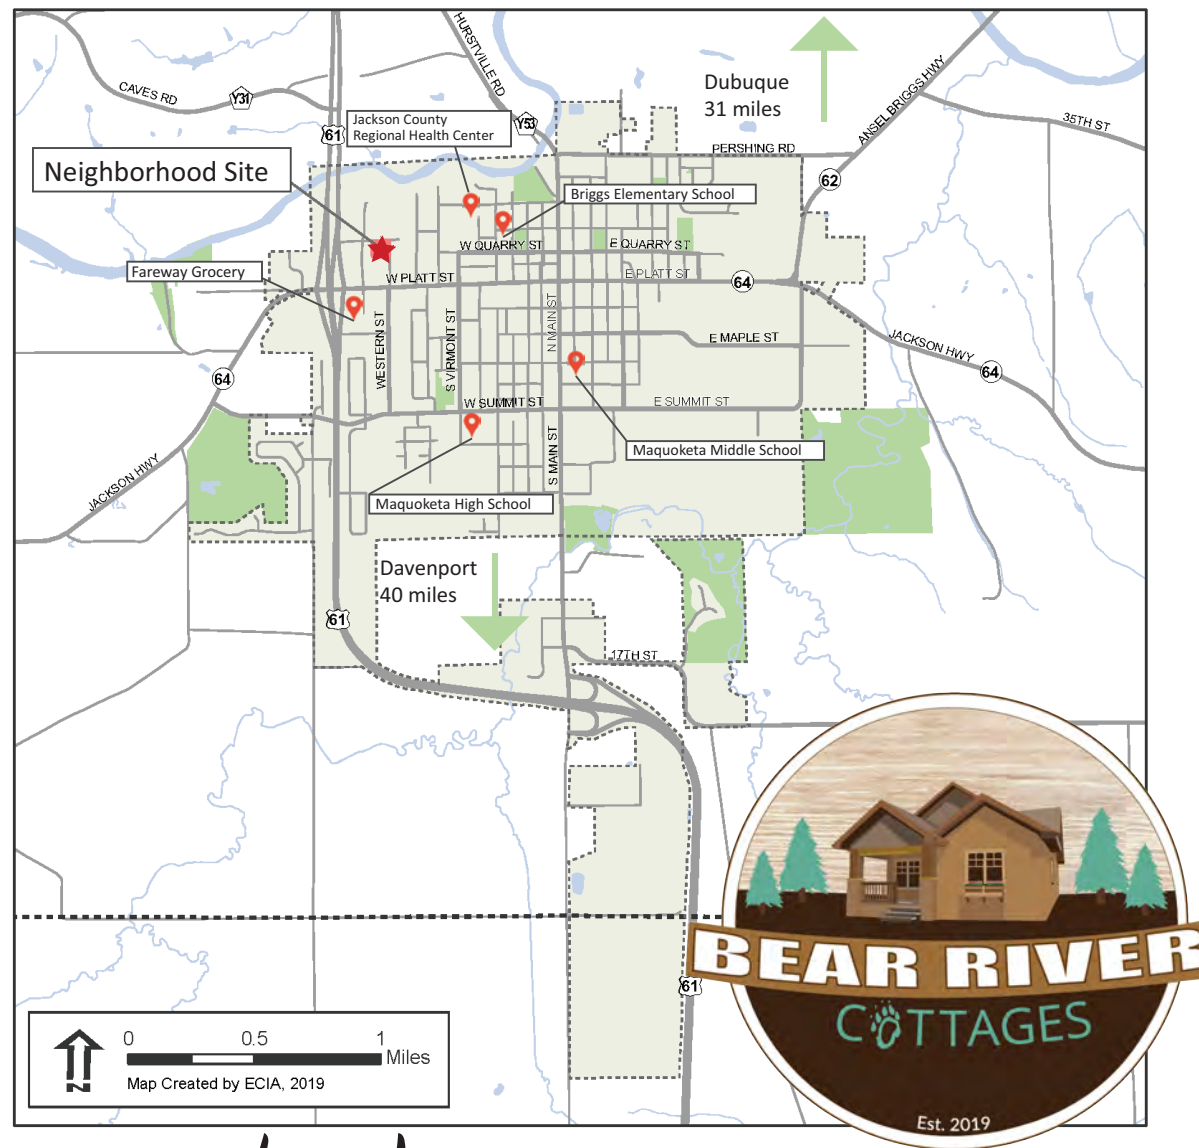 HURSTVILLE RD
Dubuque
31 miles
ANSEL BRIGGS HWY
CAVES RD
Y31
35TH ST
Jackson County
Regional Health Center
Y53
61
PERSHING RD
Neighborhood Site
62
Briggs Elementary School
W QUARRY ST
E QUARRY ST
Fareway Grocery
W PLATT ST
E PLATT ST
64
N MAIN ST
WESTERN ST
S VIRMONT ST
E MAPLE ST
JACKSON HWY
64
64
W SUMMIT ST
E SUMMIT ST
S MAIN ST
Maquoketa Middle School
JACKSON HWY
Maquoketa High School
Davenport
40 miles
61
17TH ST
BEAR RIVER
61
COTTAGES
0 0.5 1
Miles
N
Map Created by ECIA, 2019
Est. 2019